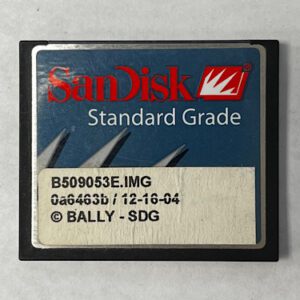 SanDisk
Standard Grade
B509053E.IMG
0a6463b / 12-16-04
© BALLY - SDG